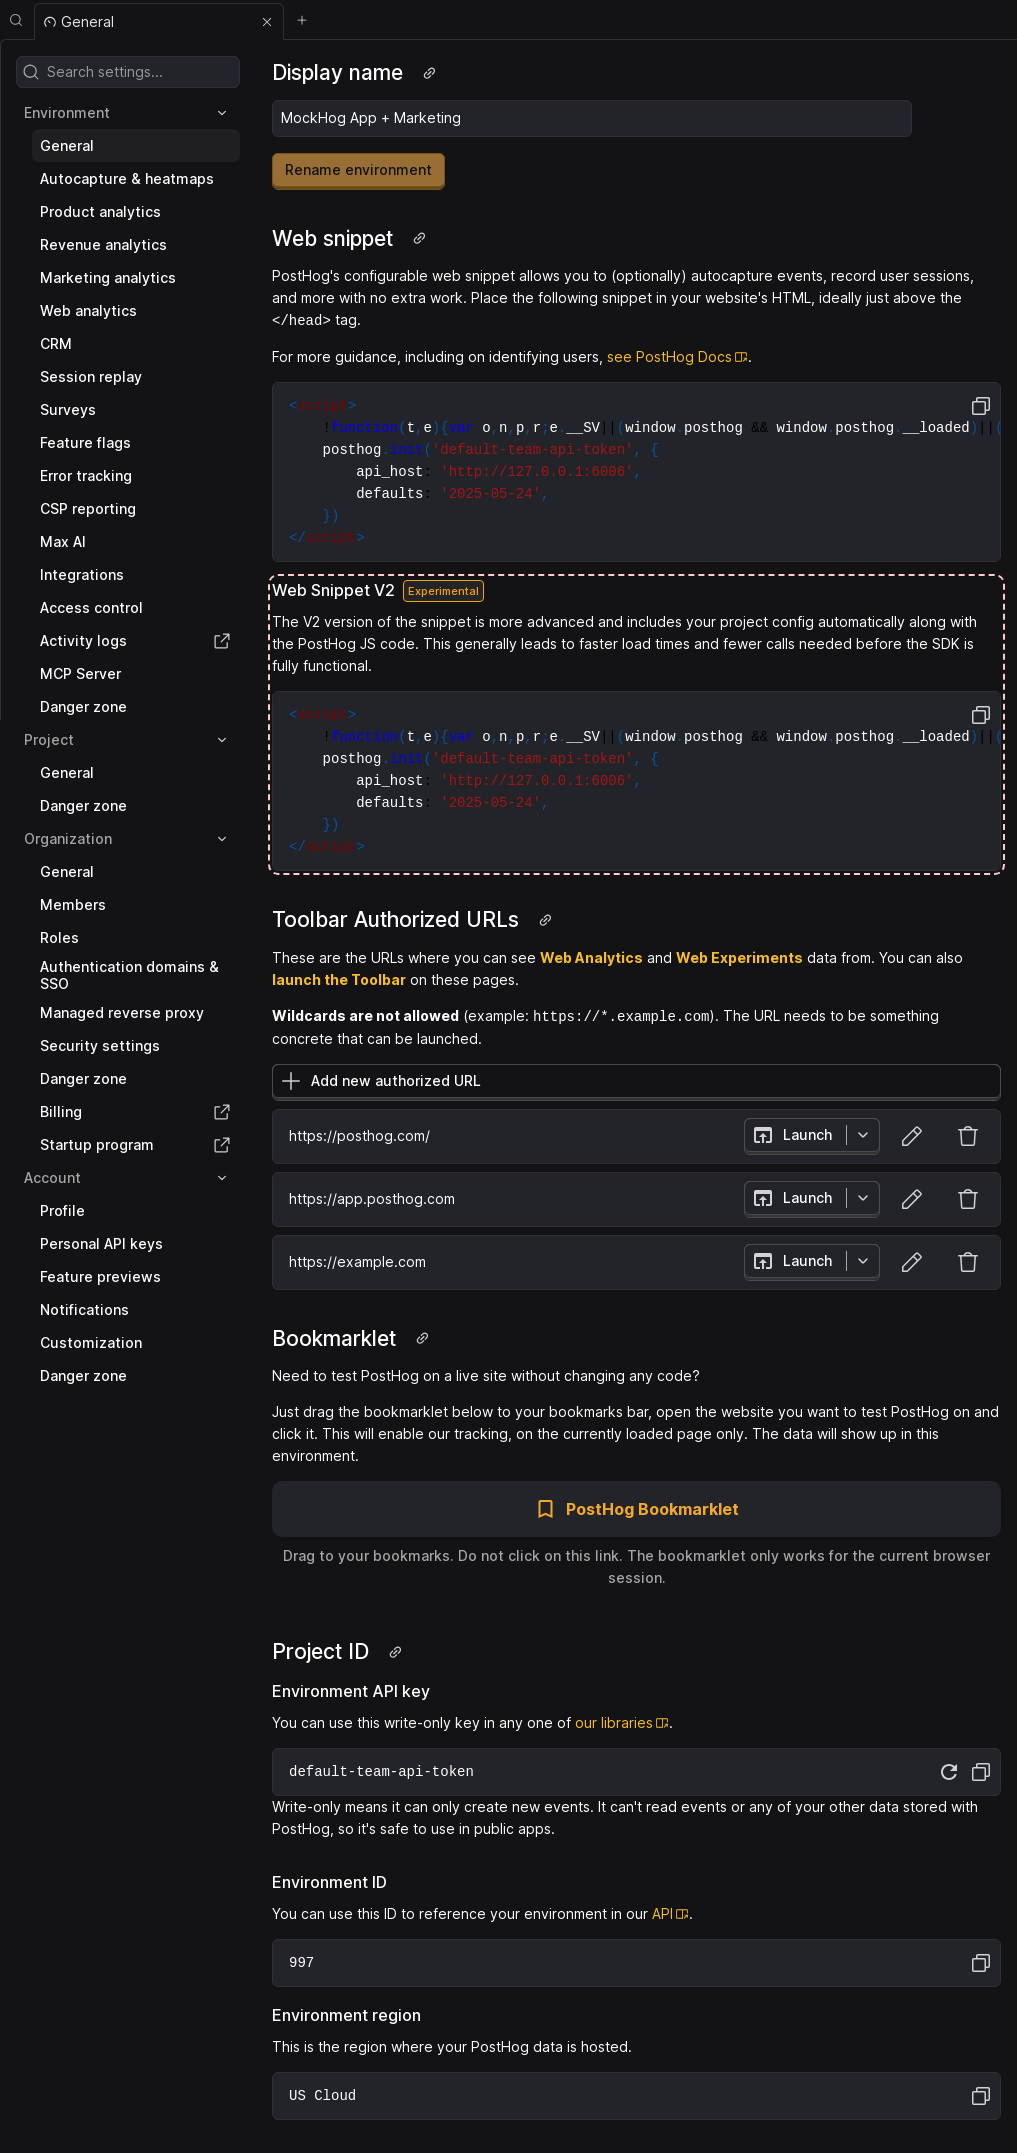 General
Search settings...
Environment
General
Autocapture & heatmaps
Product analytics
Revenue analytics
Marketing analytics
Web analytics
CRM
Session replay
Surveys
Feature flags
Error tracking
CSP reporting
Max AI
Integrations
Access control
Activity logs
MCP Server
Danger zone
Project
General
Danger zone
Organization
General
Members
Roles
Authentication domains &
SSO
Managed reverse proxy
Security settings
Danger zone
Billing
Startup program
Account
Profile
Personal API keys
Feature previews
Notifications
Customization
Danger zone
Display name
MockHog App + Marketing
Rename environment
Web snippet
PostHog's configurable web snippet allows you to (optionally) autocapture events, record user sessions,
and more with no extra work. Place the following snippet in your website's HTML, ideally just above the
</head> tag.
For more guidance, including on identifying users, see PostHog Docs.
<script>
!function(t,e){var o,n,p,r;e.__SV||(window.posthog && window.posthog.__loaded)||(
posthog.init('default-team-api-token', {
api_host: 'http://127.0.0.1:6006',
defaults: '2025-05-24',
})
</script>
Web Snippet V2 Experimental
The V2 version of the snippet is more advanced and includes your project config automatically along with
the PostHog JS code. This generally leads to faster load times and fewer calls needed before the SDK is
fully functional.
<script>
!function(t,e){var o,n,p,r;e.__SV||(window.posthog && window.posthog.__loaded)||(
posthog.init('default-team-api-token', {
api_host: 'http://127.0.0.1:6006',
defaults: '2025-05-24',
})
</script>
Toolbar Authorized URLs
These are the URLs where you can see Web Analytics and Web Experiments data from. You can also
launch the Toolbar on these pages.
Wildcards are not allowed (example: https://*.example.com). The URL needs to be something
concrete that can be launched.
Add new authorized URL
https://posthog.com/ Launch
https://app.posthog.com Launch
https://example.com Launch
Bookmarklet
Need to test PostHog on a live site without changing any code?
Just drag the bookmarklet below to your bookmarks bar, open the website you want to test PostHog on and
click it. This will enable our tracking, on the currently loaded page only. The data will show up in this
environment.
PostHog Bookmarklet
Drag to your bookmarks. Do not click on this link. The bookmarklet only works for the current browser
session.
Project ID
Environment API key
You can use this write-only key in any one of our libraries.
default-team-api-token
Write-only means it can only create new events. It can't read events or any of your other data stored with
PostHog, so it's safe to use in public apps.
Environment ID
You can use this ID to reference your environment in our API.
997
Environment region
This is the region where your PostHog data is hosted.
US Cloud